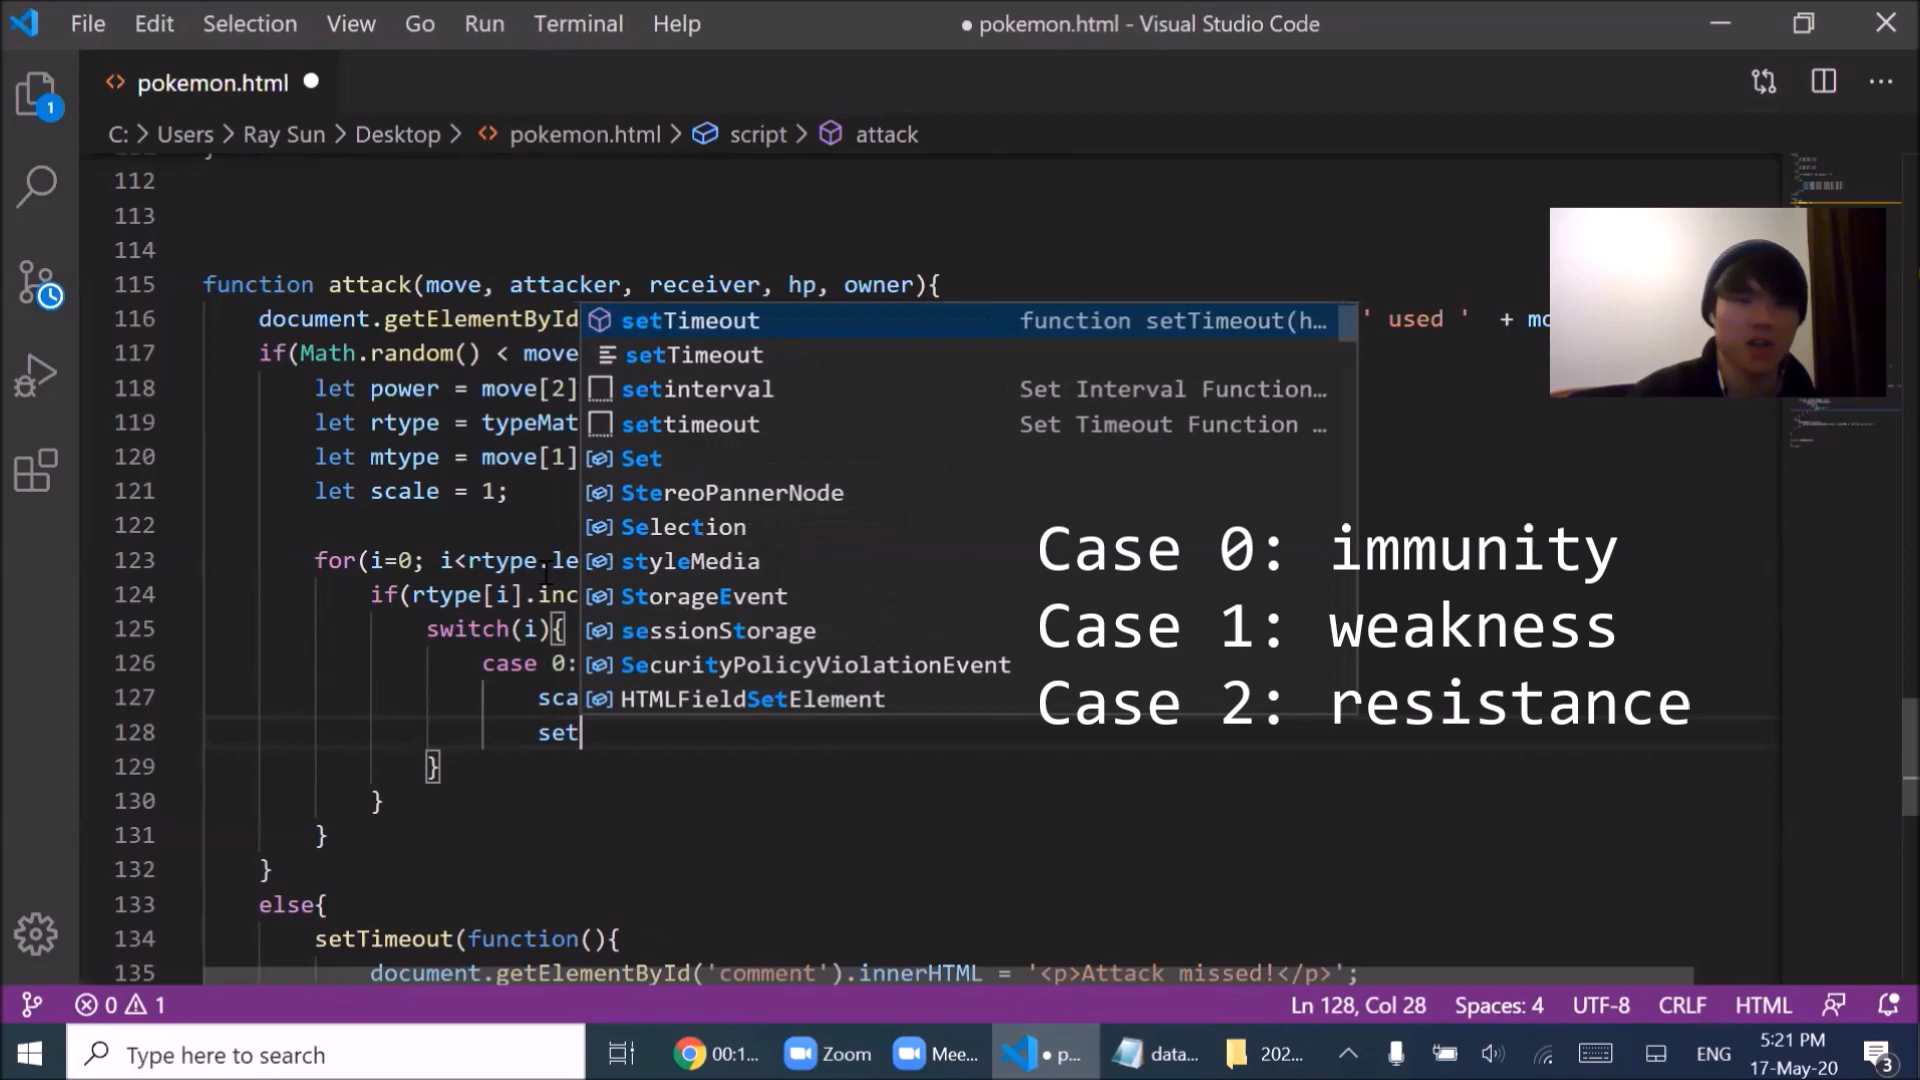 File Edit Selection View Go Run Terminal Help
● pokemon.html - Visual Studio Code
<> pokemon.html ●
C: > Users > Ray Sun > Desktop > <> pokemon.html > script > attack
112
113
114
115 function attack(move, attacker, receiver, hp, owner){
116 document.getElementById
' used ' + mo
117 if(Math.random() < move
118 let power = move[2]
119 let rtype = typeMat
120 let mtype = move[1]
121 let scale = 1;
122
123 for(i=0; i<rtype.le
124 if(rtype[i].inc
125 switch(i){
126 case 0:
127 sca
128 set
129 }
130 }
131 }
132 }
133 else{
134 setTimeout(function(){
135 document.getElementById('comment').innerHTML = '<p>Attack missed!</p>';
setTimeout function setTimeout(h…
setTimeout
setinterval Set Interval Function…
settimeout Set Timeout Function …
Set
StereoPannerNode
Selection
styleMedia
StorageEvent
sessionStorage
SecurityPolicyViolationEvent
HTMLFieldSetElement
Case 0: immunity
Case 1: weakness
Case 2: resistance
0 1
Ln 128, Col 28 Spaces: 4 UTF-8 CRLF HTML
Type here to search
00:1...
Zoom
Mee...
● p...
data...
202...
ENG
5:21 PM
17-May-20
3
1